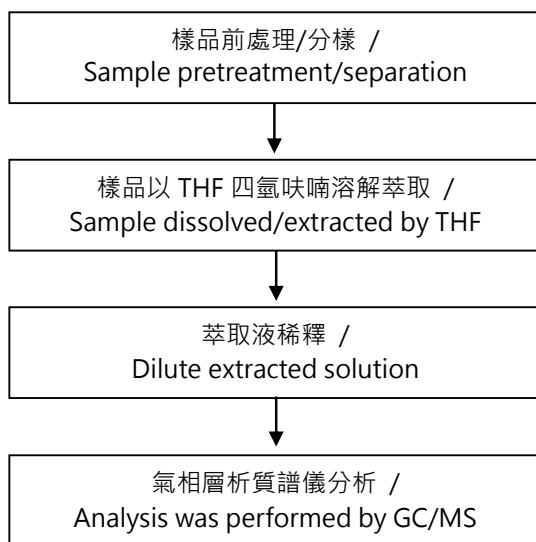 樣品前處理/分樣 /
Sample pretreatment/separation
樣品以 THF 四氫呋喃溶解萃取 /
Sample dissolved/extracted by THF
萃取液稀釋 /
Dilute extracted solution
氣相層析質譜儀分析 /
Analysis was performed by GC/MS